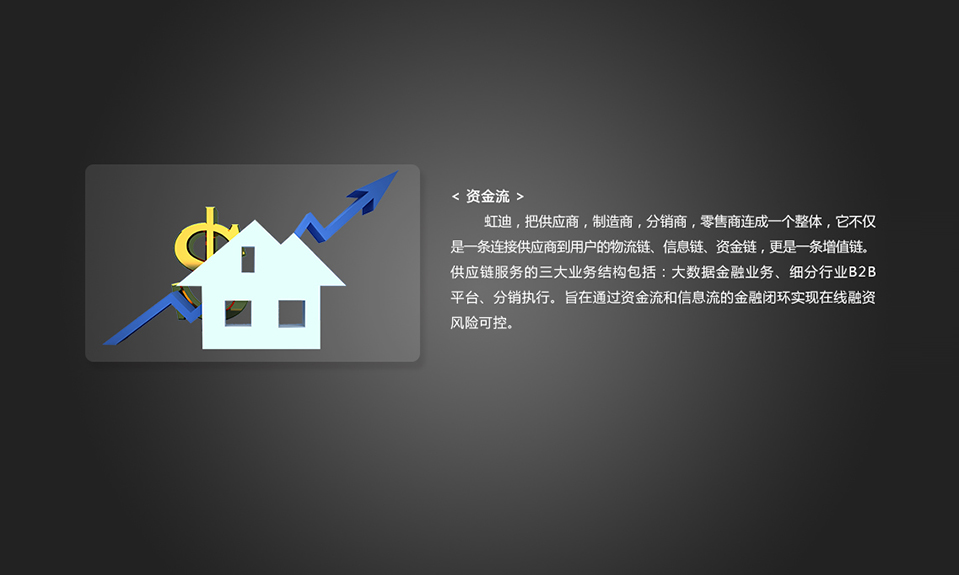 < 资金流 >
虹迪，把供应商，制造商，分销商，零售商连成一个整体，它不仅
是一条连接供应商到用户的物流链、信息链、资金链，更是一条增值链。
供应链服务的三大业务结构包括：大数据金融业务、细分行业B2B
平台、分销执行。旨在通过资金流和信息流的金融闭环实现在线融资
风险可控。